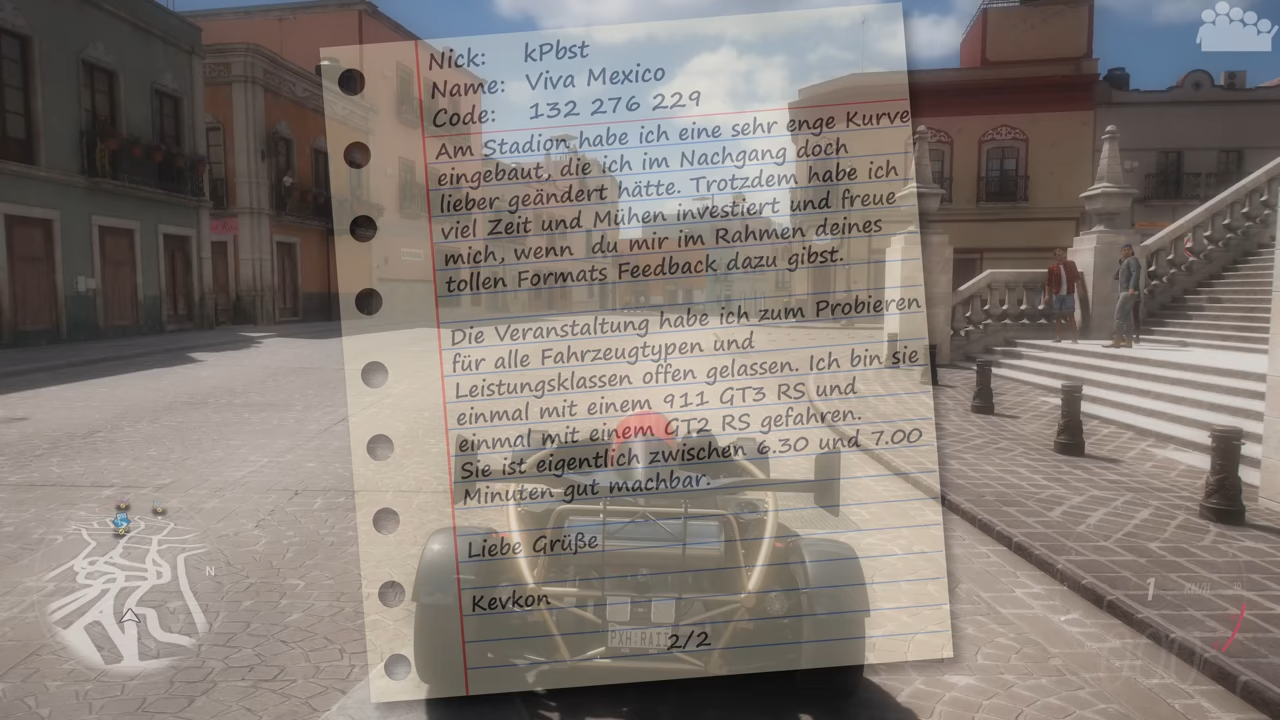 Nick: kPbst
Name: Viva Mexico
Code: 132 276 229
Am Stadion habe ich eine sehr enge Kurve
eingebaut, die ich im Nachgang doch
lieber geändert hätte. Trotzdem habe ich
viel Zeit und Mühen investiert und freue
mich, wenn du mir im Rahmen deines
tollen Formats Feedback dazu gibst.
Die Veranstaltung habe ich zum Probieren
für alle Fahrzeugtypen und
Leistungsklassen offen gelassen. Ich bin sie
einmal mit einem 911 GT3 RS und
einmal mit einem GT2 RS gefahren.
Sie ist eigentlich zwischen 6.30 und 7.00
Minuten gut machbar.
Liebe Grüße
Kevkon
2/2
N
1 KM/H